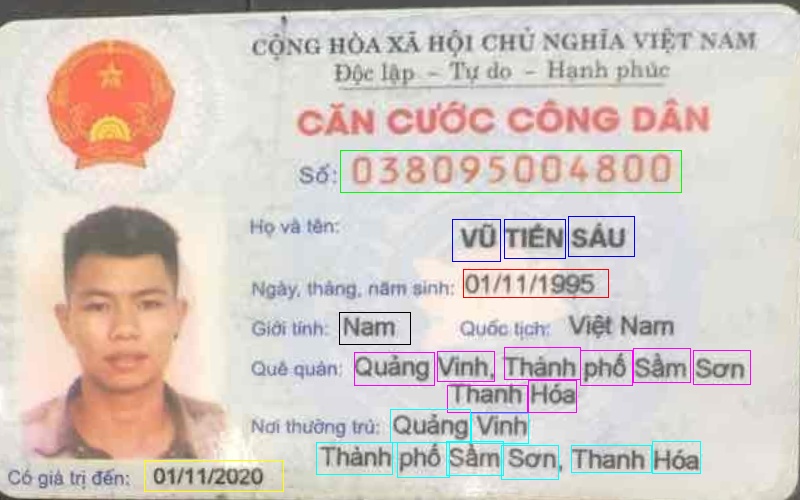 CỘNG HÒA XÃ HỘI CHỦ NGHĨA VIỆT NAM
Độc lập - Tự do - Hạnh phúc
CĂN CƯỚC CÔNG DÂN
Số: 038095004800
Họ và tên: VŨ TIẾN SÁU
Ngày, tháng, năm sinh: 01/11/1995
Giới tính: Nam Quốc tịch: Việt Nam
Quê quán: Quảng Vinh, Thành phố Sầm Sơn
Thanh Hóa
Nơi thường trú: Quảng Vinh
Thành phố Sầm Sơn, Thanh Hóa
Có giá trị đến: 01/11/2020